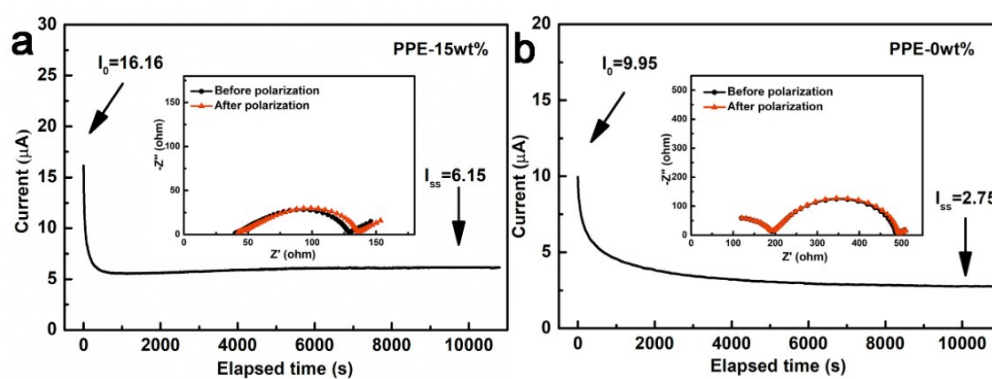 a
PPE-15wt%
I0=16.16
Iss=6.15
Current (μA)
30
25
20
15
10
5
0
0 2000 4000 6000 8000 10000
Elapsed time (s)
Before polarization
After polarization
-Z'' (ohm)
175
150
125
100
75
50
25
0
0 50 100 150
Z' (ohm)
b
PPE-0wt%
I0=9.95
Iss=2.75
Current (μA)
20
15
10
5
0
0 2000 4000 6000 8000 10000
Elapsed time (s)
Before polarization
After polarization
-Z'' (ohm)
500
400
300
200
100
0
0 100 200 300 400 500
Z' (ohm)